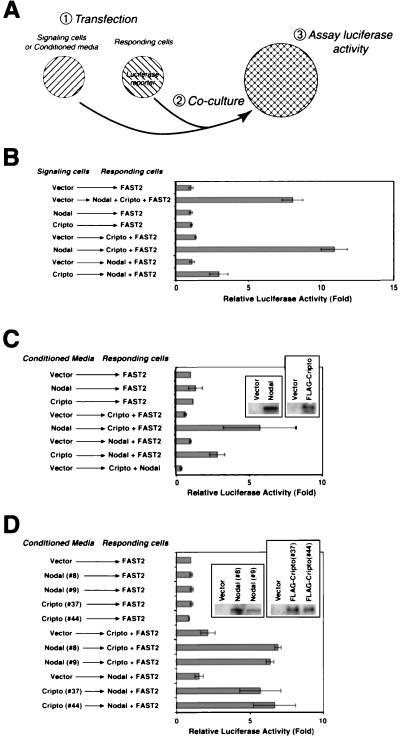 A
① Transfection
Signaling cells
or Conditioned media
Responding cells
Luciferase
reporter
② Co-culture
③ Assay luciferase
activity
B
Signaling cells Responding cells
Vector → FAST2
Vector → Nodal + Cripto + FAST2
Nodal → FAST2
Cripto → FAST2
Vector → Cripto + FAST2
Nodal → Cripto + FAST2
Vector → Nodal + FAST2
Cripto → Nodal + FAST2
0 5 10 15
Relative Luciferase Activity (Fold)
C
Conditioned Media Responding cells
Vector → FAST2
Nodal → FAST2
Cripto → FAST2
Vector → Cripto + FAST2
Nodal → Cripto + FAST2
Vector → Nodal + FAST2
Cripto → Nodal + FAST2
Vector → Cripto + Nodal
Vector
Nodal
Vector
FLAG-Cripto
0 5 10
Relative Luciferase Activity (Fold)
D
Conditioned Media Responding cells
Vector → FAST2
Nodal (#8) → FAST2
Nodal (#9) → FAST2
Cripto (#37) → FAST2
Cripto (#44) → FAST2
Vector → Cripto + FAST2
Nodal (#8) → Cripto + FAST2
Nodal (#9) → Cripto + FAST2
Vector → Nodal + FAST2
Cripto (#37) → Nodal + FAST2
Cripto (#44) → Nodal + FAST2
Vector
Nodal (#8)
Nodal (#9)
Vector
FLAG-Cripto(#37)
FLAG-Cripto(#44)
0 5 10
Relative Luciferase Activity (Fold)